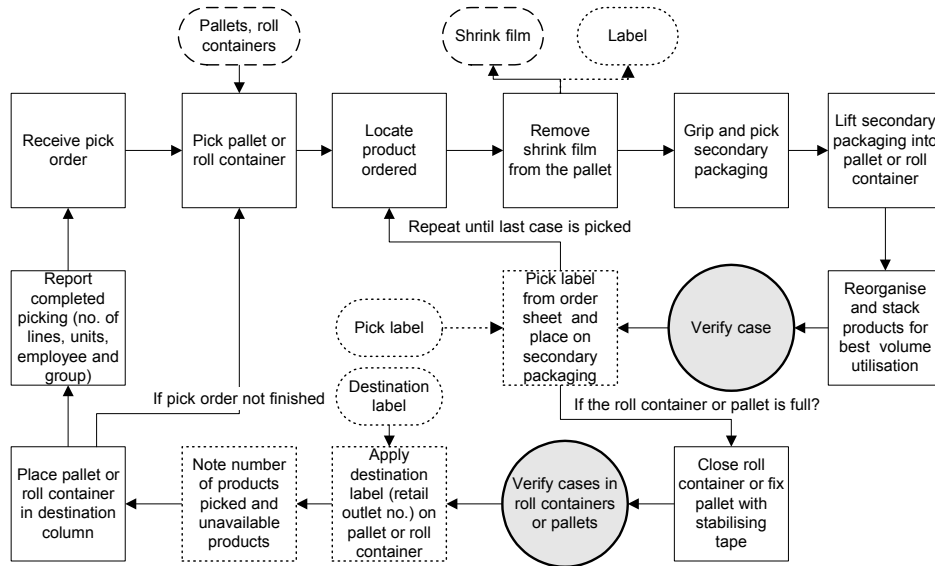 Pallets, roll
containers
Shrink film
Label
Receive pick
order
Pick pallet or
roll container
Locate
product
ordered
Remove
shrink film
from the pallet
Grip and pick
secondary
packaging
Lift secondary
packaging into
pallet or roll
container
Repeat until last case is picked
Report
completed
picking (no. of
lines, units,
employee and
group)
Pick label
Pick label
from order
sheet and
place on
secondary
packaging
Verify case
Reorganise
and stack
products for
best volume
utilisation
If pick order not finished
Destination
label
If the roll container or pallet is full?
Place pallet or
roll container
in destination
column
Note number
of products
picked and
unavailable
products
Apply
destination
label (retail
outlet no.) on
pallet or roll
container
Verify cases in
roll containers
or pallets
Close roll
container or fix
pallet with
stabilising
tape